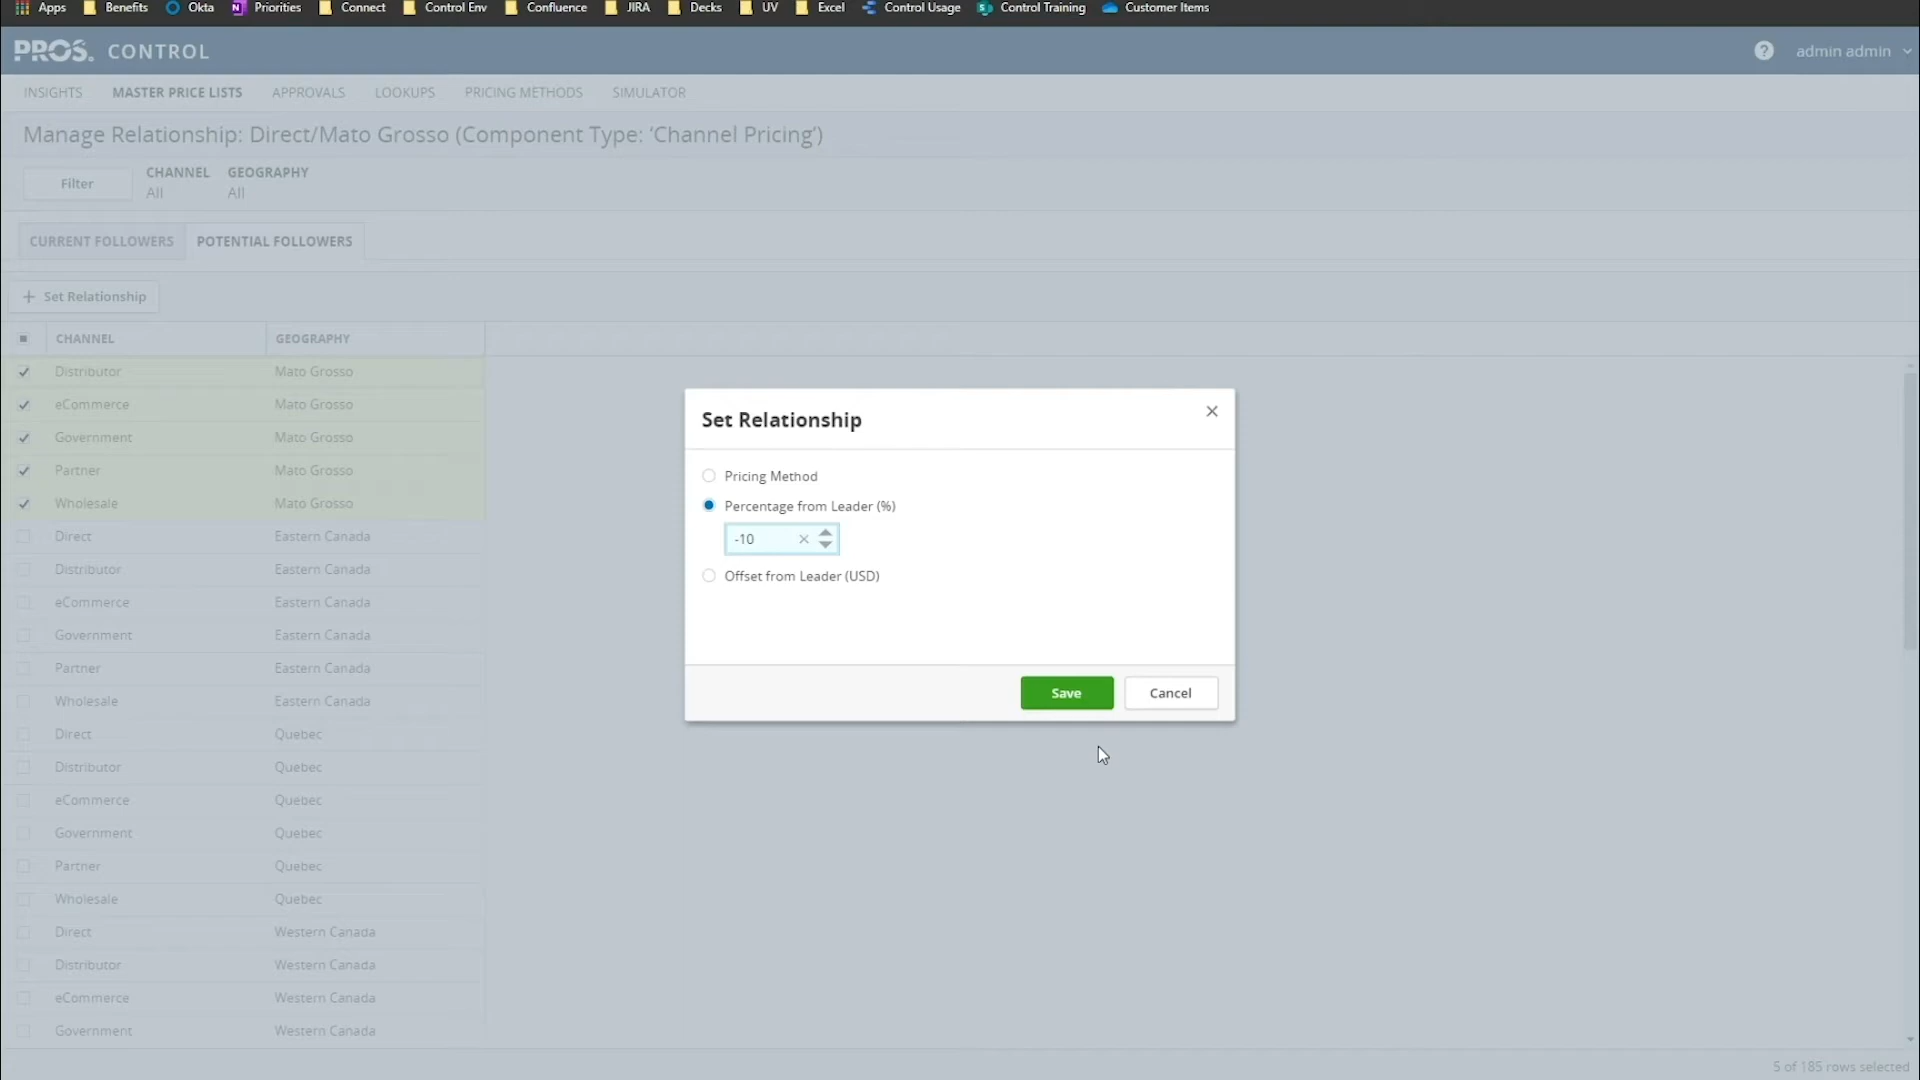 Apps Benefits Okta Priorities Connect Control Env Confluence JIRA Decks UV Excel Control Usage Control Training Customer Items
PROS. CONTROL
admin admin
INSIGHTS MASTER PRICE LISTS APPROVALS LOOKUPS PRICING METHODS SIMULATOR
Manage Relationship: Direct/Mato Grosso (Component Type: ‘Channel Pricing’)
Filter
CHANNEL GEOGRAPHY
All All
CURRENT FOLLOWERS POTENTIAL FOLLOWERS
+ Set Relationship
CHANNEL GEOGRAPHY
Distributor Mato Grosso
eCommerce Mato Grosso
Government Mato Grosso
Partner Mato Grosso
Wholesale Mato Grosso
Direct Eastern Canada
Distributor Eastern Canada
eCommerce Eastern Canada
Government Eastern Canada
Partner Eastern Canada
Wholesale Eastern Canada
Direct Quebec
Distributor Quebec
eCommerce Quebec
Government Quebec
Partner Quebec
Wholesale Quebec
Direct Western Canada
Distributor Western Canada
eCommerce Western Canada
Government Western Canada
Set Relationship
Pricing Method
Percentage from Leader (%)
-10
Offset from Leader (USD)
Save Cancel
5 of 185 rows selected